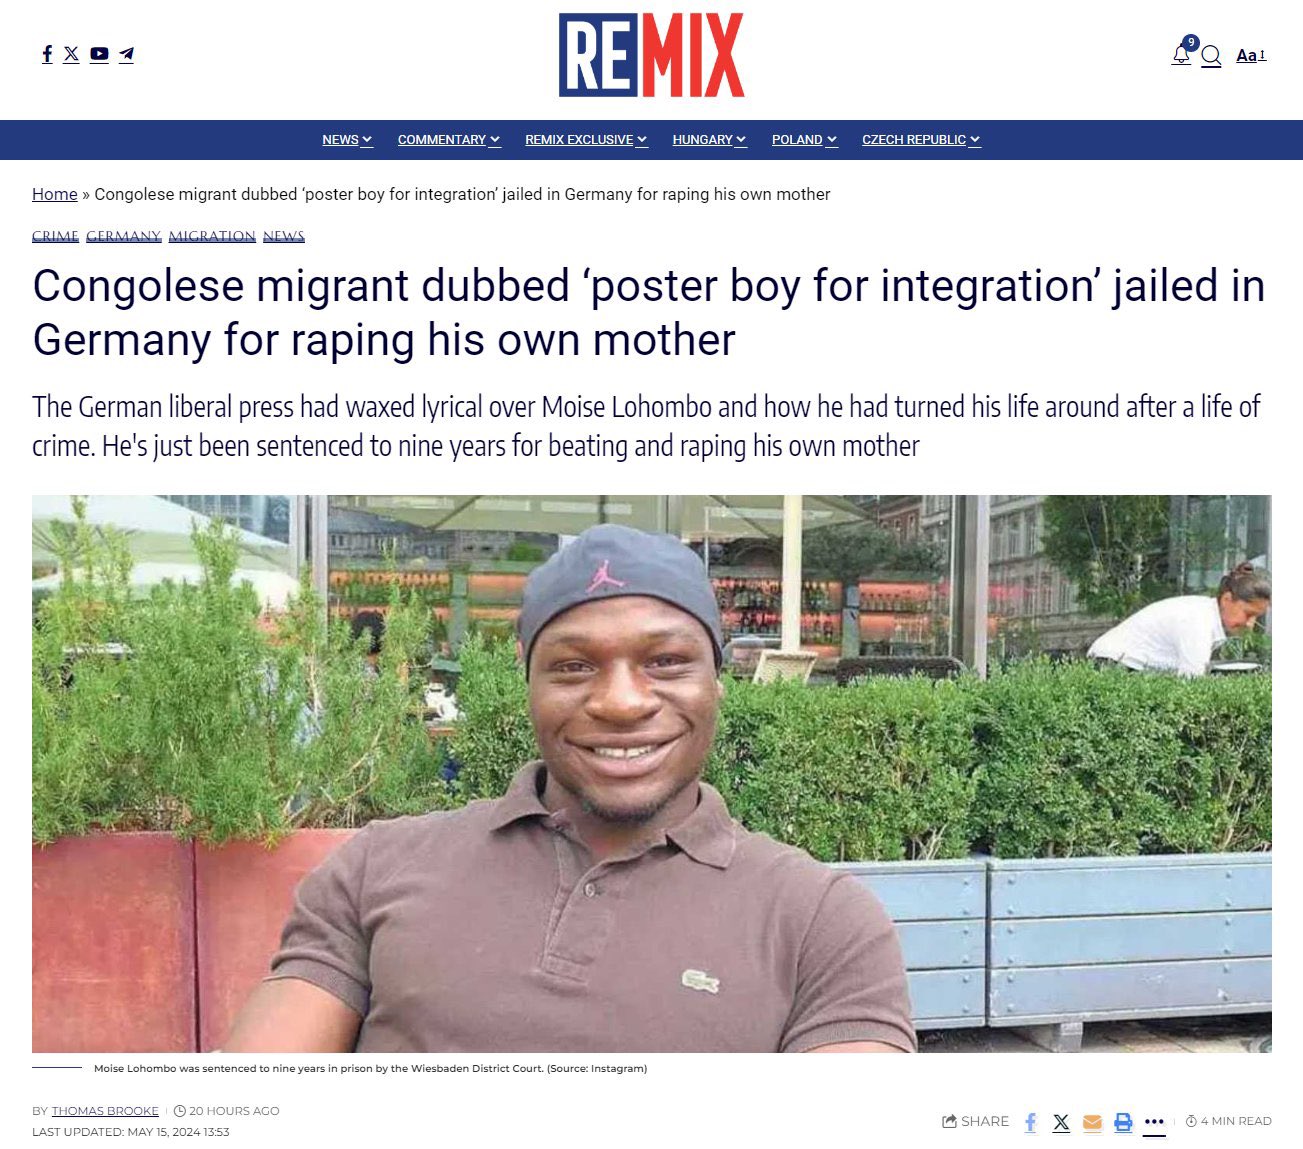 REMIX
9
Aa
NEWS
COMMENTARY
REMIX EXCLUSIVE
HUNGARY
POLAND
CZECH REPUBLIC
Home » Congolese migrant dubbed ‘poster boy for integration’ jailed in Germany for raping his own mother
CRIME GERMANY MIGRATION NEWS
Congolese migrant dubbed ‘poster boy for integration’ jailed in
Germany for raping his own mother
The German liberal press had waxed lyrical over Moise Lohombo and how he had turned his life around after a life of
crime. He's just been sentenced to nine years for beating and raping his own mother
Moise Lohombo was sentenced to nine years in prison by the Wiesbaden District Court. (Source: Instagram)
BY THOMAS BROOKE 20 HOURS AGO
LAST UPDATED: MAY 15, 2024 13:53
SHARE
4 MIN READ